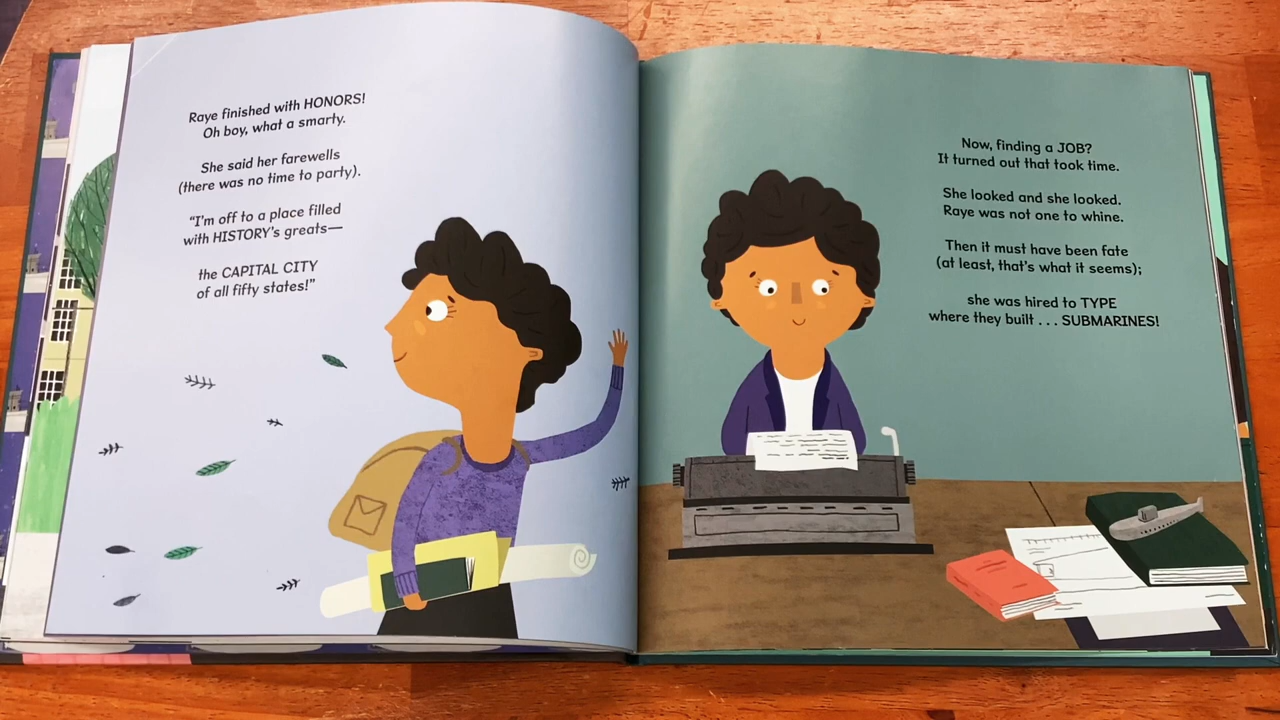 Raye finished with HONORS!
Oh boy, what a smarty.
She said her farewells
(there was no time to party).
“I’m off to a place filled
with HISTORY’s greats—
the CAPITAL CITY
of all fifty states!”
Now, finding a JOB?
It turned out that took time.
She looked and she looked.
Raye was not one to whine.
Then it must have been fate
(at least, that’s what it seems);
she was hired to TYPE
where they built . . . SUBMARINES!